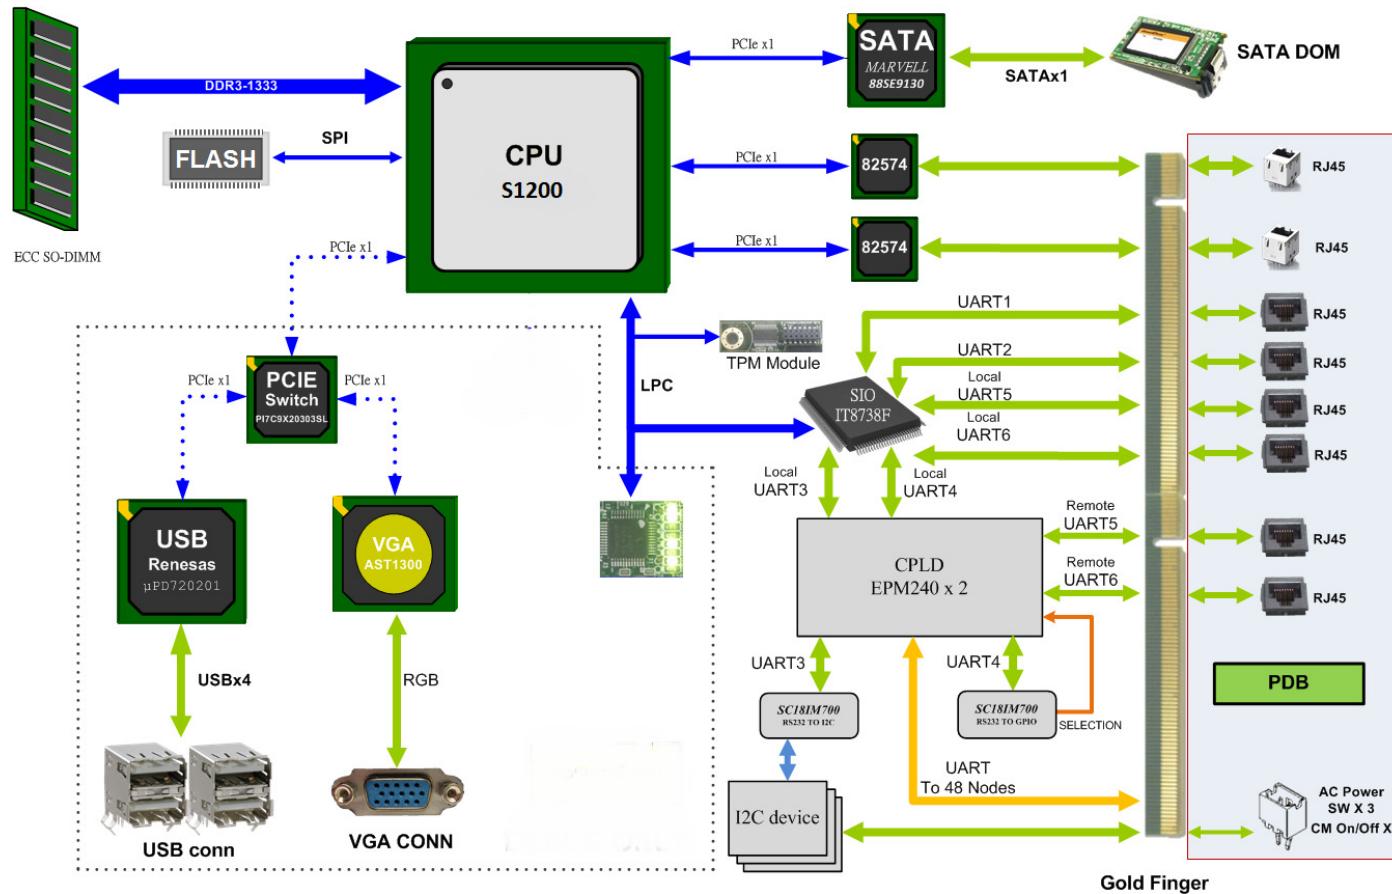 DDR3-1333
ECC SO-DIMM
FLASH
SPI
CPU
S1200
PCIe x1
SATA
MARVELL
88SE9130
SATAx1
SATA DOM
PCIe x1
82574
RJ45
PCIe x1
82574
RJ45
PCIe x1
PCIE
Switch
PI7C9X20303SL
PCIe x1
PCIe x1
USB
Renesas
µPD720201
VGA
AST1300
USBx4
RGB
USB conn
VGA CONN
LPC
TPM Module
SIO
IT8738F
UART1
RJ45
UART2
RJ45
Local
UART5
RJ45
Local
UART6
RJ45
Local
UART3
Local
UART4
CPLD
EPM240 x 2
Remote
UART5
RJ45
Remote
UART6
RJ45
UART3
UART4
SC18IM700
RS232 TO I2C
SC18IM700
RS232 TO GPIO
SELECTION
PDB
UART
To 48 Nodes
I2C device
AC Power
SW X 3
CM On/Off X
Gold Finger